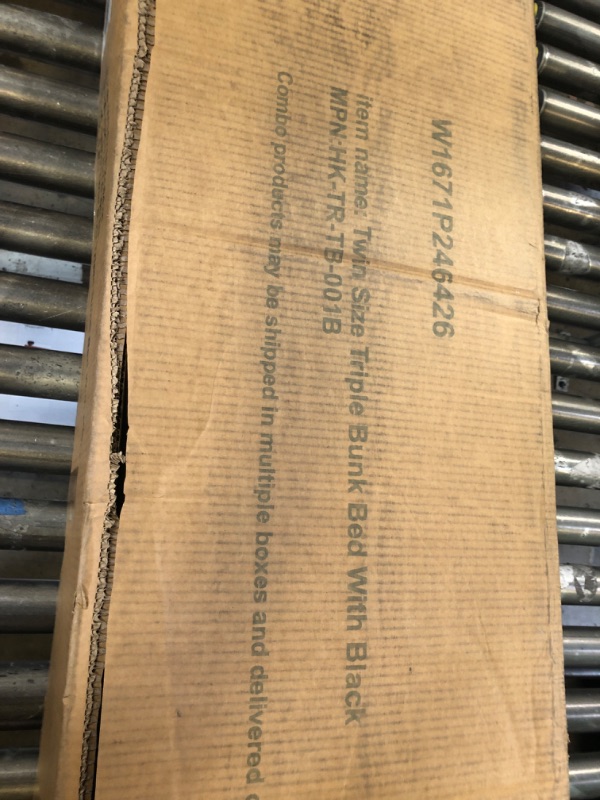 W1671P246426
item name: Twin Size Triple Bunk Bed With Black
MPN:HK-TR-TB-001B
Combo products may be shipped in multiple boxes and delivered